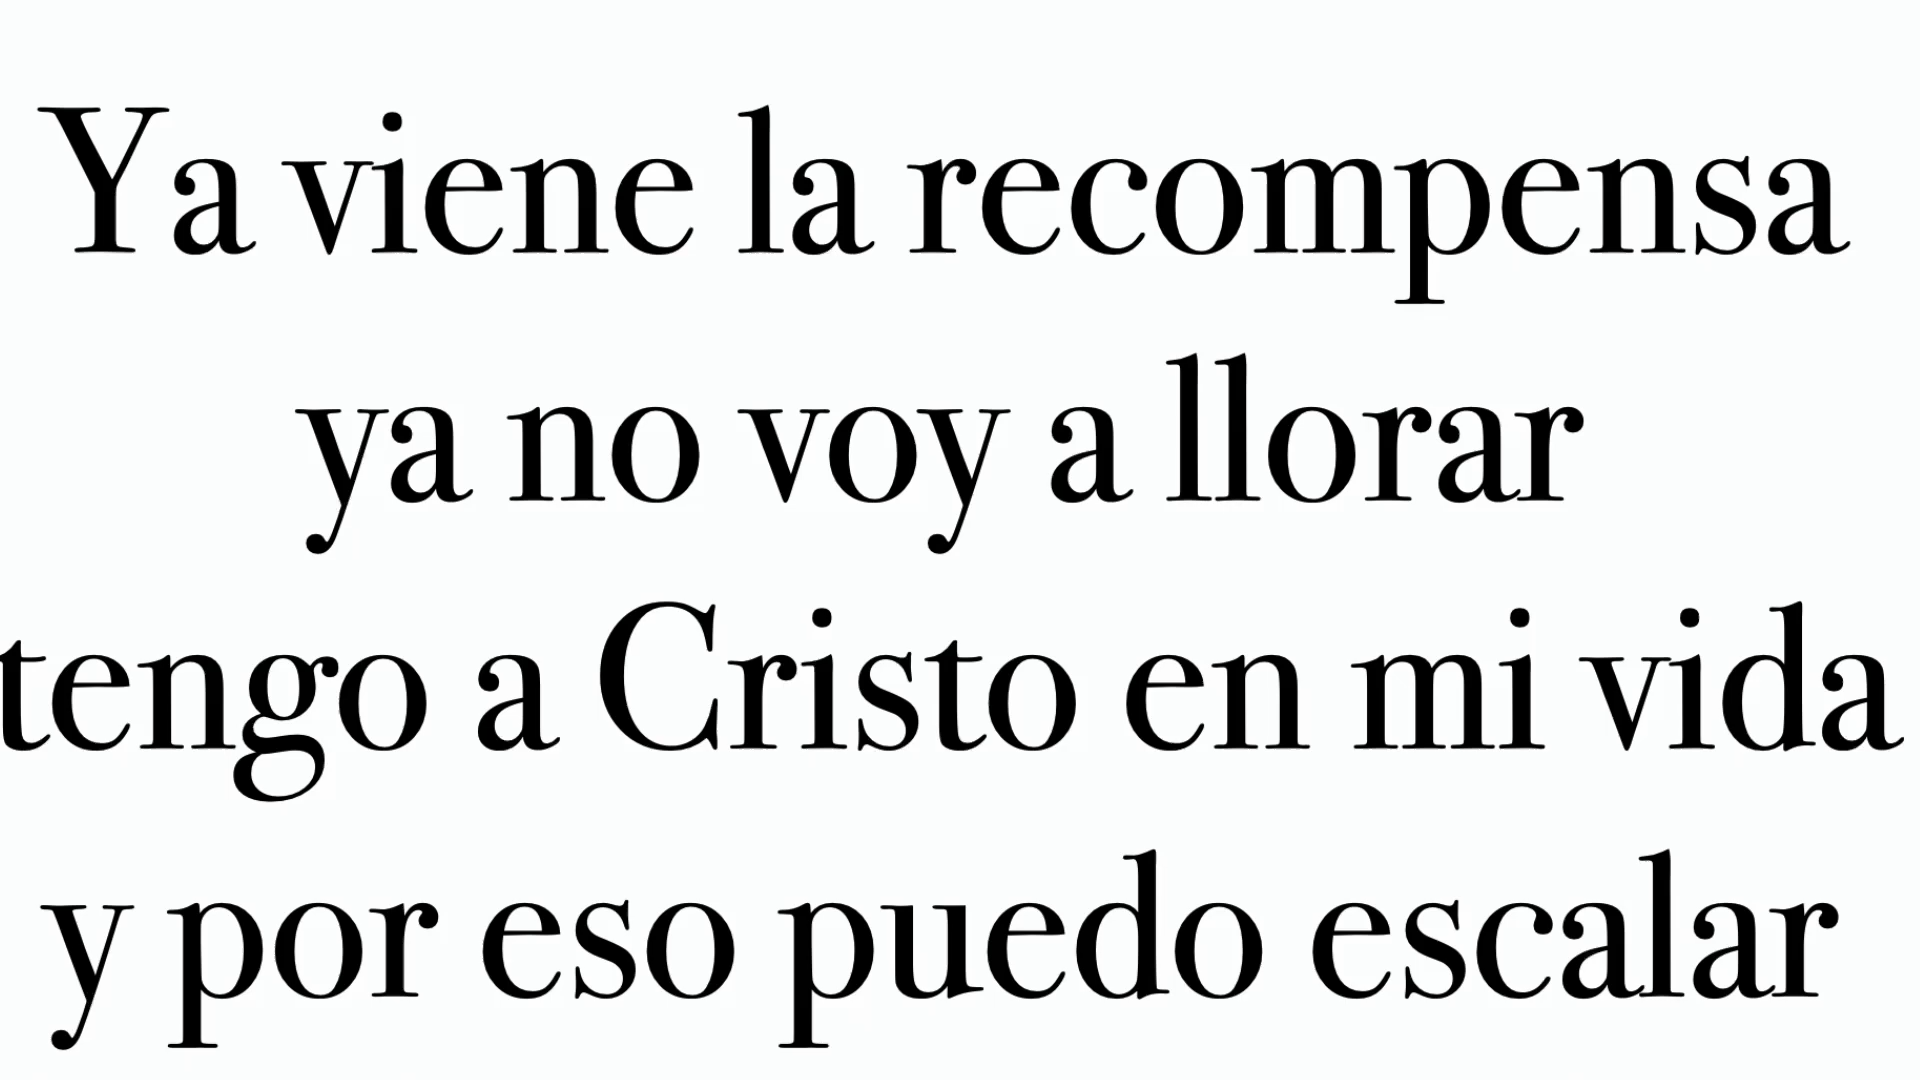 Ya viene la recompensa
ya no voy a llorar
tengo a Cristo en mi vida
y por eso puedo escalar